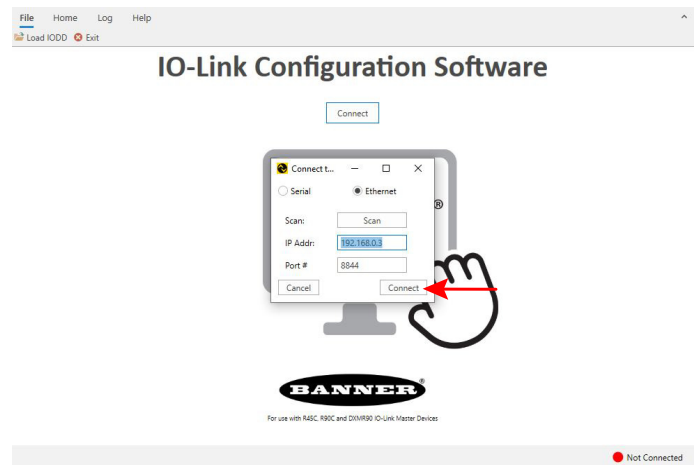 File Home Log Help
Load IODD Exit
IO-Link Configuration Software
Connect
Connect t...
Serial Ethernet
®
Scan: Scan
IP Addr: 192.168.0.3
Port # 8844
Cancel Connect
BANNER®
For use with R45C, R90C and DXMR90 IO-Link Master Devices
Not Connected